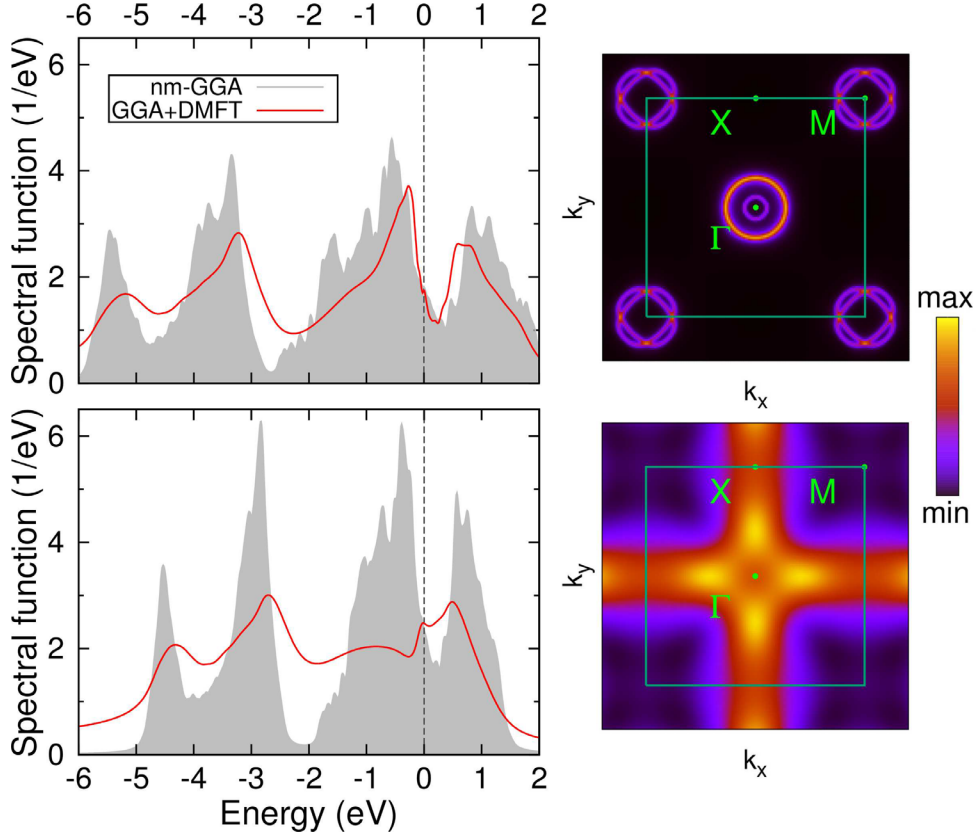 -6 -5 -4 -3 -2 -1 0 1 2
Spectral function (1/eV)
6
4
2
0
nm-GGA
GGA+DMFT
k_y
X
M
Γ
k_x
max
min
Spectral function (1/eV)
6
4
2
0
-6 -5 -4 -3 -2 -1 0 1 2
Energy (eV)
k_y
X
M
Γ
k_x